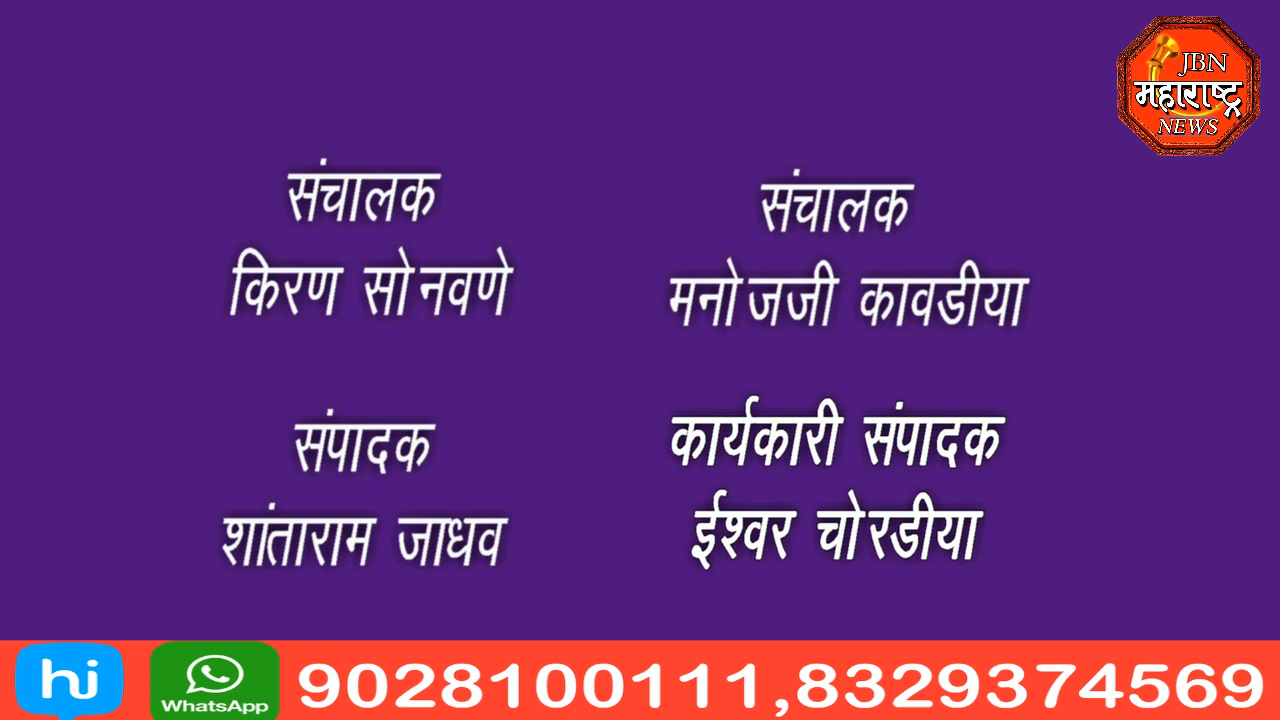 JBN
महाराष्ट्र
NEWS
संचालक
किरण सोनवणे
संचालक
मनोजजी कावडीया
संपादक
शांताराम जाधव
कार्यकारी संपादक
ईश्वर चोरडीया
hi
WhatsApp
9028100111,8329374569